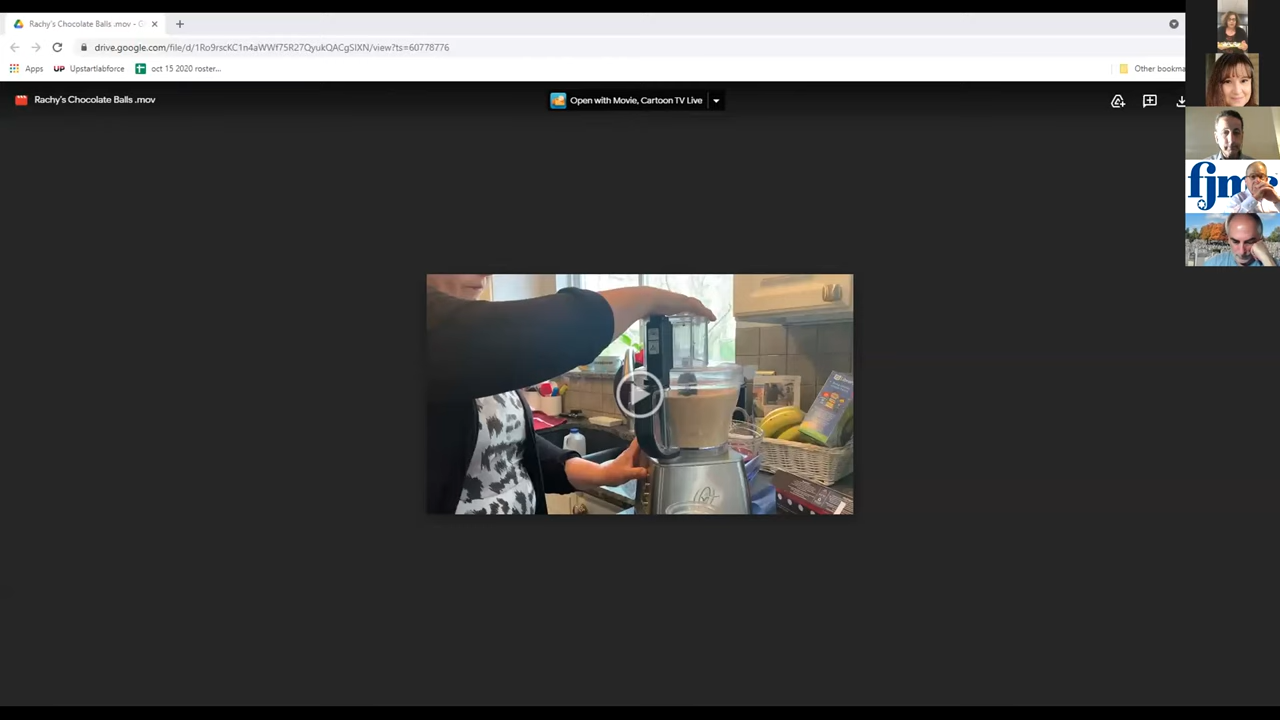 Rachy's Chocolate Balls .mov - G
drive.google.com/file/d/1Ro9rscKC1n4aWWf75R27QyukQACgSlXN/view?ts=60778776
Apps
UP Upstartlabforce
oct 15 2020 roster...
Other bookma
Rachy's Chocolate Balls .mov
Open with Movie, Cartoon TV Live
fjm